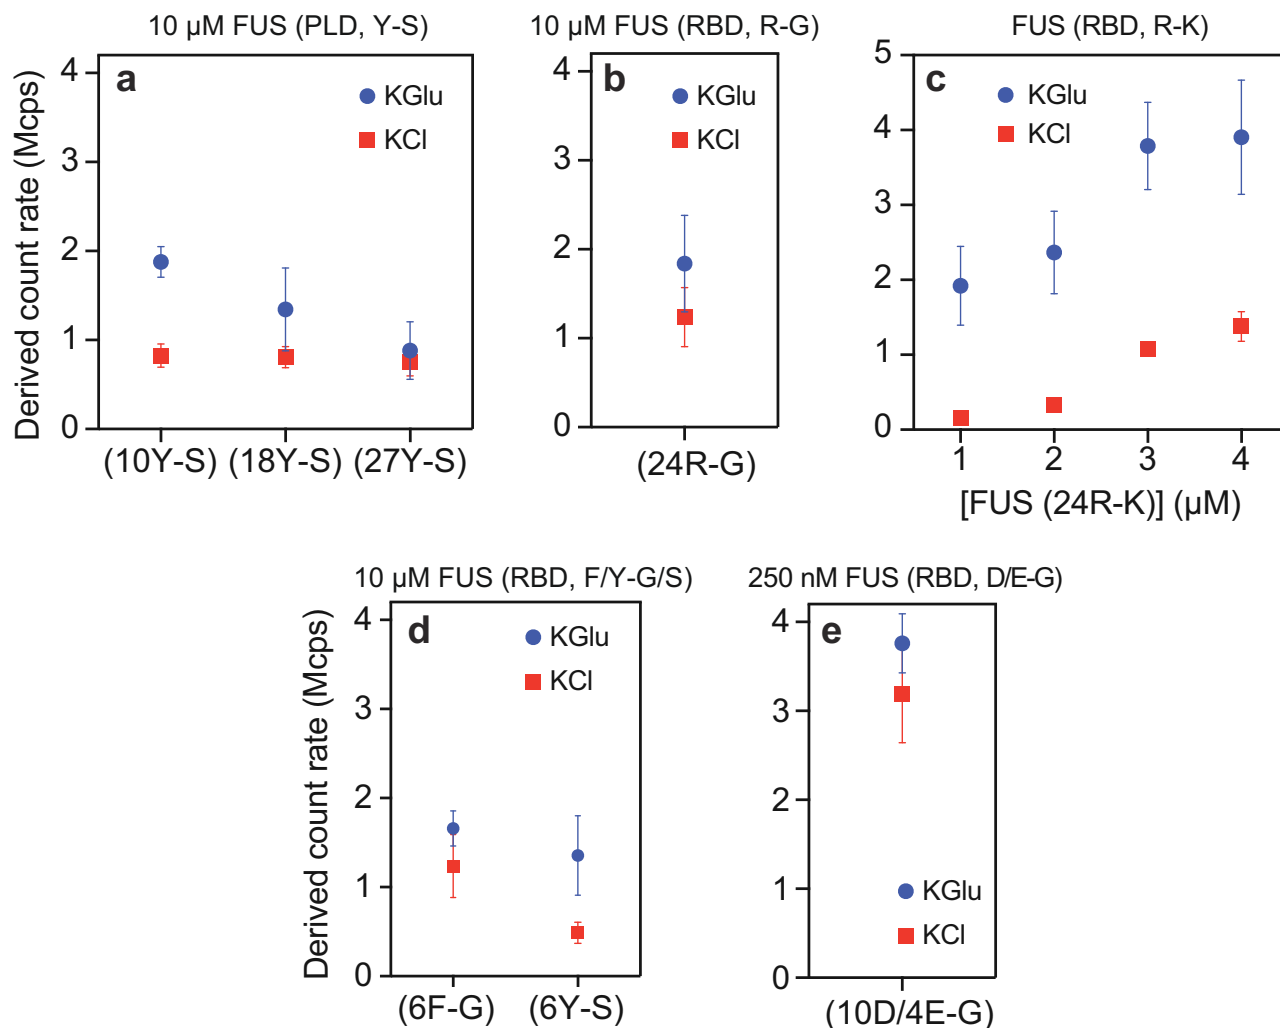 10 µM FUS (PLD, Y-S)
a
KGlu
KCl
Derived count rate (Mcps)
4
3
2
1
0
(10Y-S) (18Y-S) (27Y-S)
10 µM FUS (RBD, R-G)
b
KGlu
KCl
4
3
2
1
0
(24R-G)
FUS (RBD, R-K)
c
KGlu
KCl
5
4
3
2
1
0
1 2 3 4
[FUS (24R-K)] (µM)
10 µM FUS (RBD, F/Y-G/S)
d
KGlu
KCl
Derived count rate (Mcps)
4
3
2
1
0
(6F-G) (6Y-S)
250 nM FUS (RBD, D/E-G)
e
4
3
2
1
0
KGlu
KCl
(10D/4E-G)